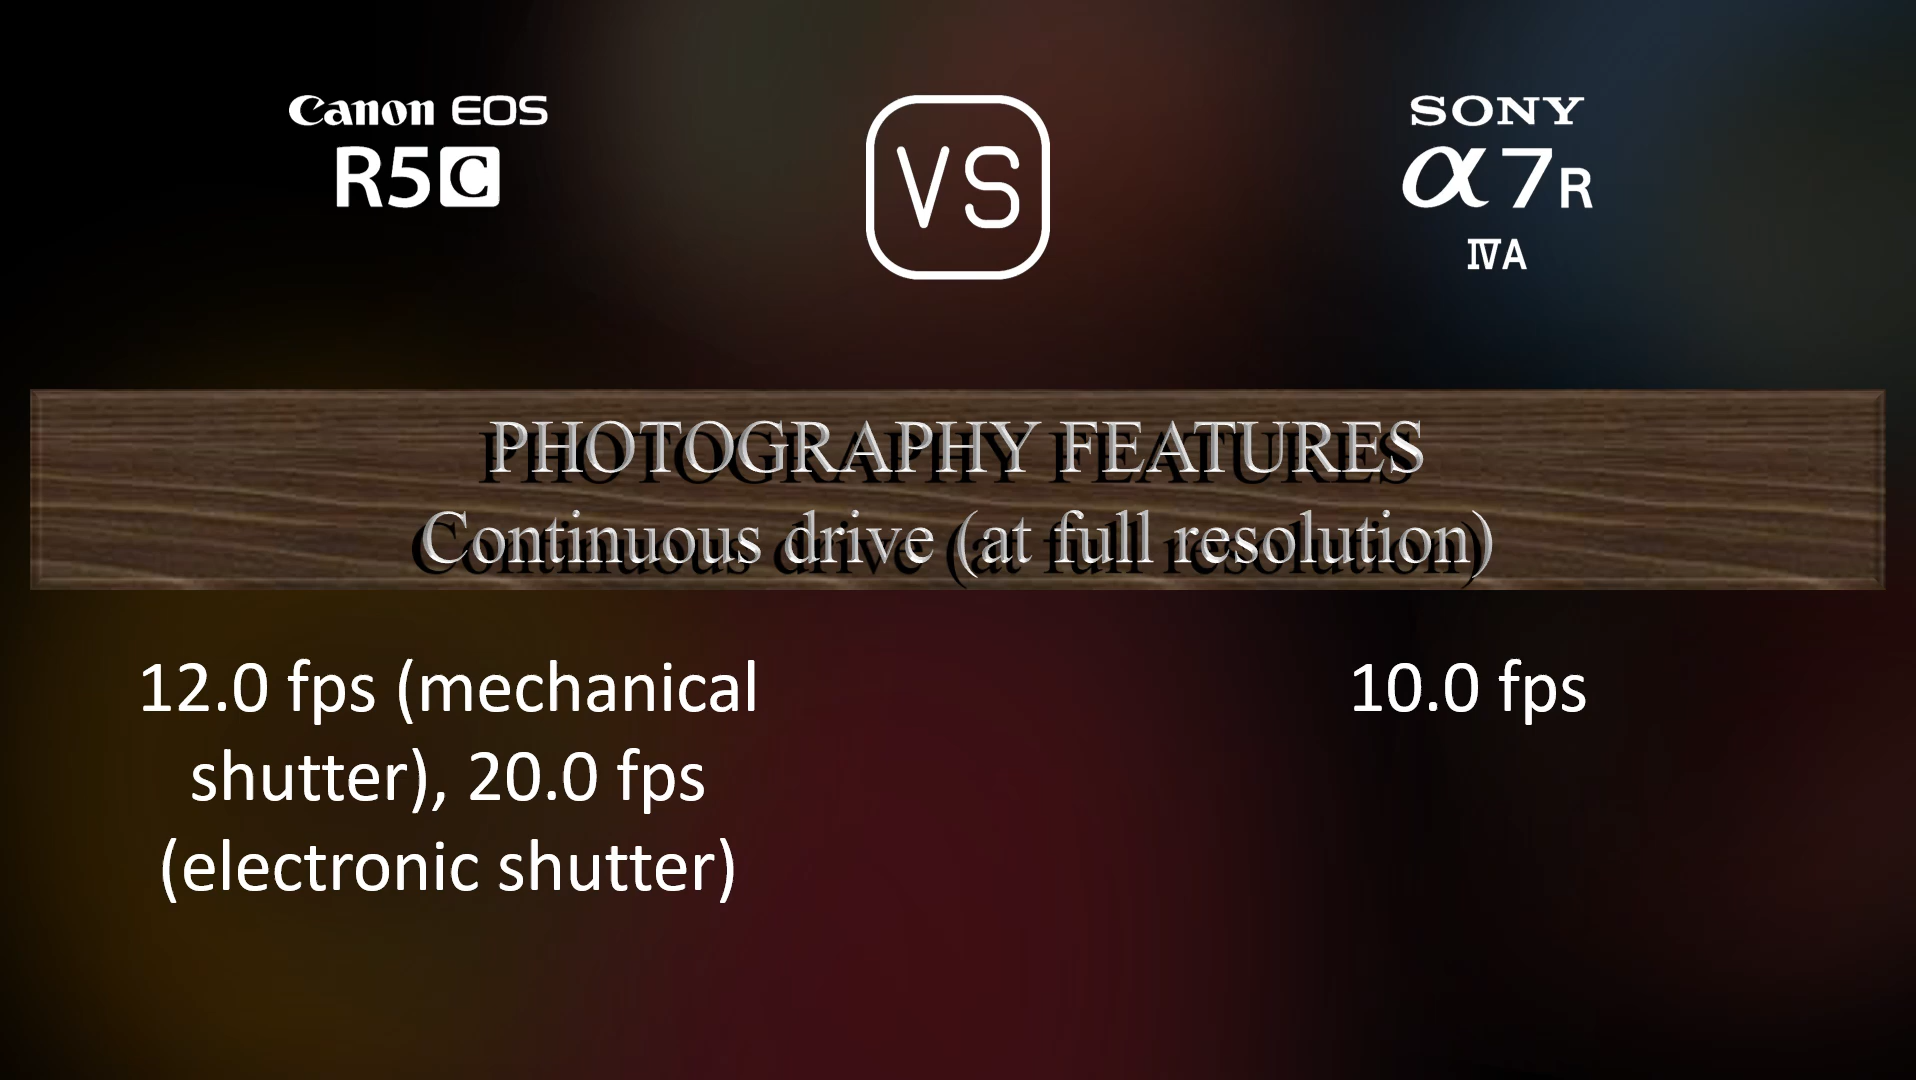 Canon EOS
R5 C
VS
SONY
α7R
IVA
PHOTOGRAPHY FEATURES
Continuous drive (at full resolution)
12.0 fps (mechanical
shutter), 20.0 fps
(electronic shutter)
10.0 fps